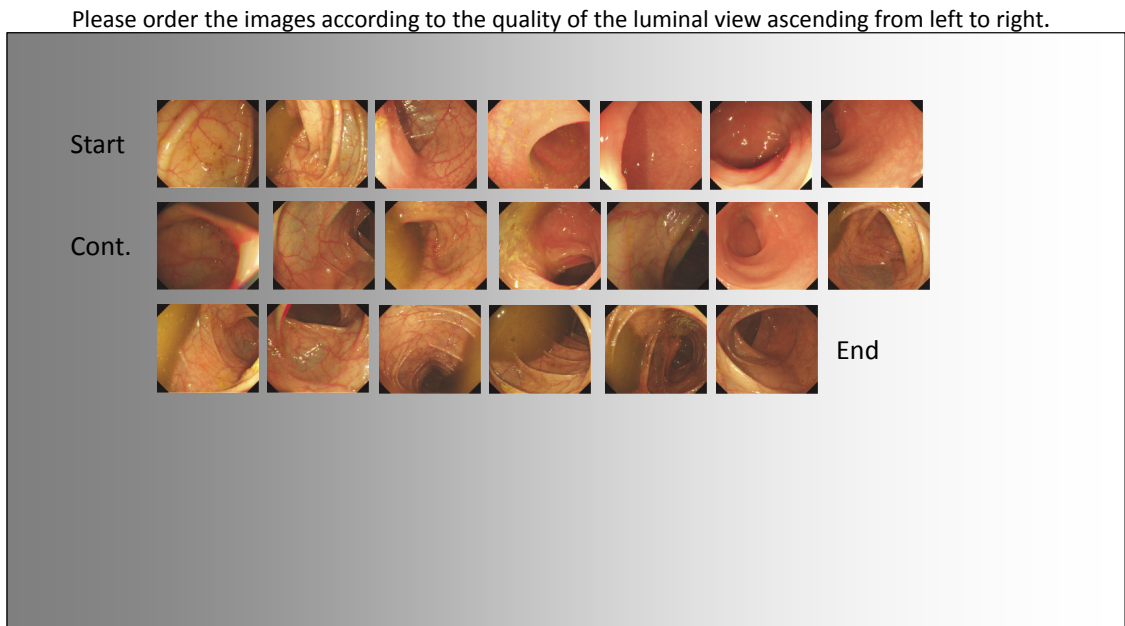 Please order the images according to the quality of the luminal view ascending from left to right.
Start
Cont.
End